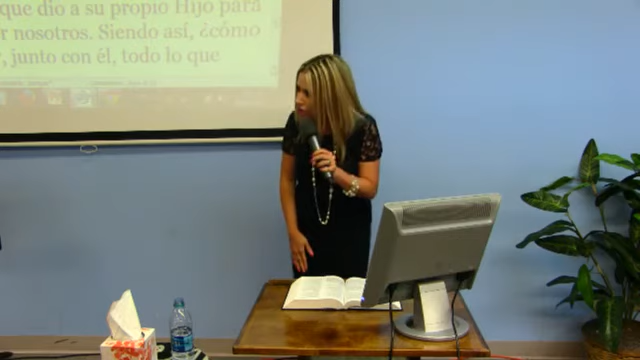 que dio a su propio Hijo para
r nosotros. Siendo así, ¿cómo
, junto con él, todo lo que